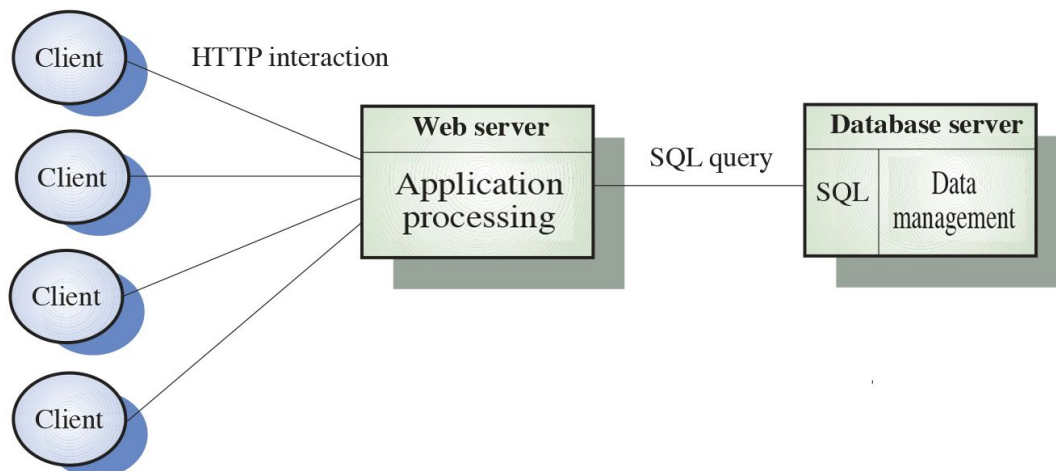 Client
HTTP interaction
Client
Client
Client
Web server
Application
processing
SQL query
Database server
SQL
Data
management